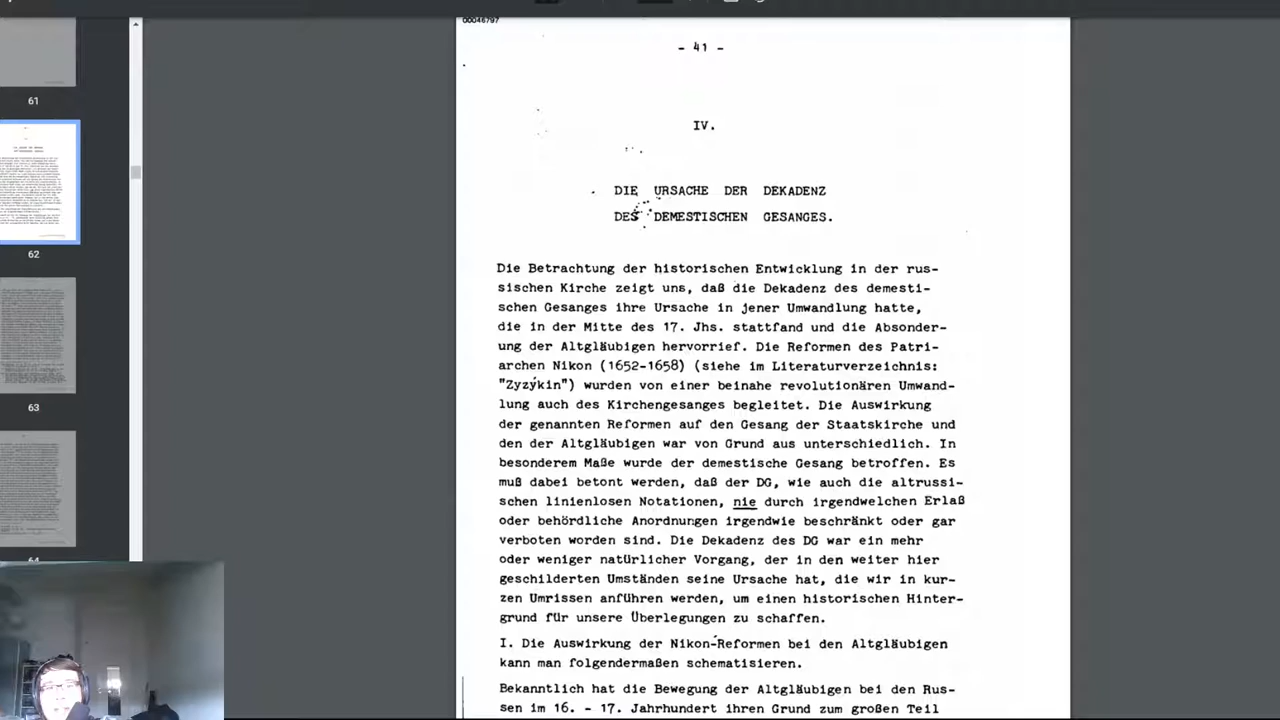 00046797
- 41 -
IV.
DIE URSACHE DER DEKADENZ
DES DEMESTISCHEN GESANGES.
Die Betrachtung der historischen Entwicklung in der rus-
sischen Kirche zeigt uns, daß die Dekadenz des demesti-
schen Gesanges ihre Ursache in jener Umwandlung hatte,
die in der Mitte des 17. Jhs. stattfand und die Absonder-
ung der Altgläubigen hervorrief. Die Reformen des Patri-
archen Nikon (1652-1658) (siehe im Literaturverzeichnis:
"Zyzýkin") wurden von einer beinahe revolutionären Umwand-
lung auch des Kirchengesanges begleitet. Die Auswirkung
der genannten Reformen auf den Gesang der Staatskirche und
den der Altgläubigen war von Grund aus unterschiedlich. In
besonderem Maße wurde der demestische Gesang betroffen. Es
muß dabei betont werden, daß der DG, wie auch die altrussi-
schen linienlosen Notationen, nie durch irgendwelchen Erlaß
oder behördliche Anordnungen irgendwie beschränkt oder gar
verboten worden sind. Die Dekadenz des DG war ein mehr
oder weniger natürlicher Vorgang, der in den weiter hier
geschilderten Umständen seine Ursache hat, die wir in kur-
zen Umrissen anführen werden, um einen historischen Hinter-
grund für unsere Überlegungen zu schaffen.
I. Die Auswirkung der Nikon-Reformen bei den Altgläubigen
kann man folgendermaßen schematisieren.
Bekanntlich hat die Bewegung der Altgläubigen bei den Rus-
sen im 16. - 17. Jahrhundert ihren Grund zum großen Teil
61
62
63
64